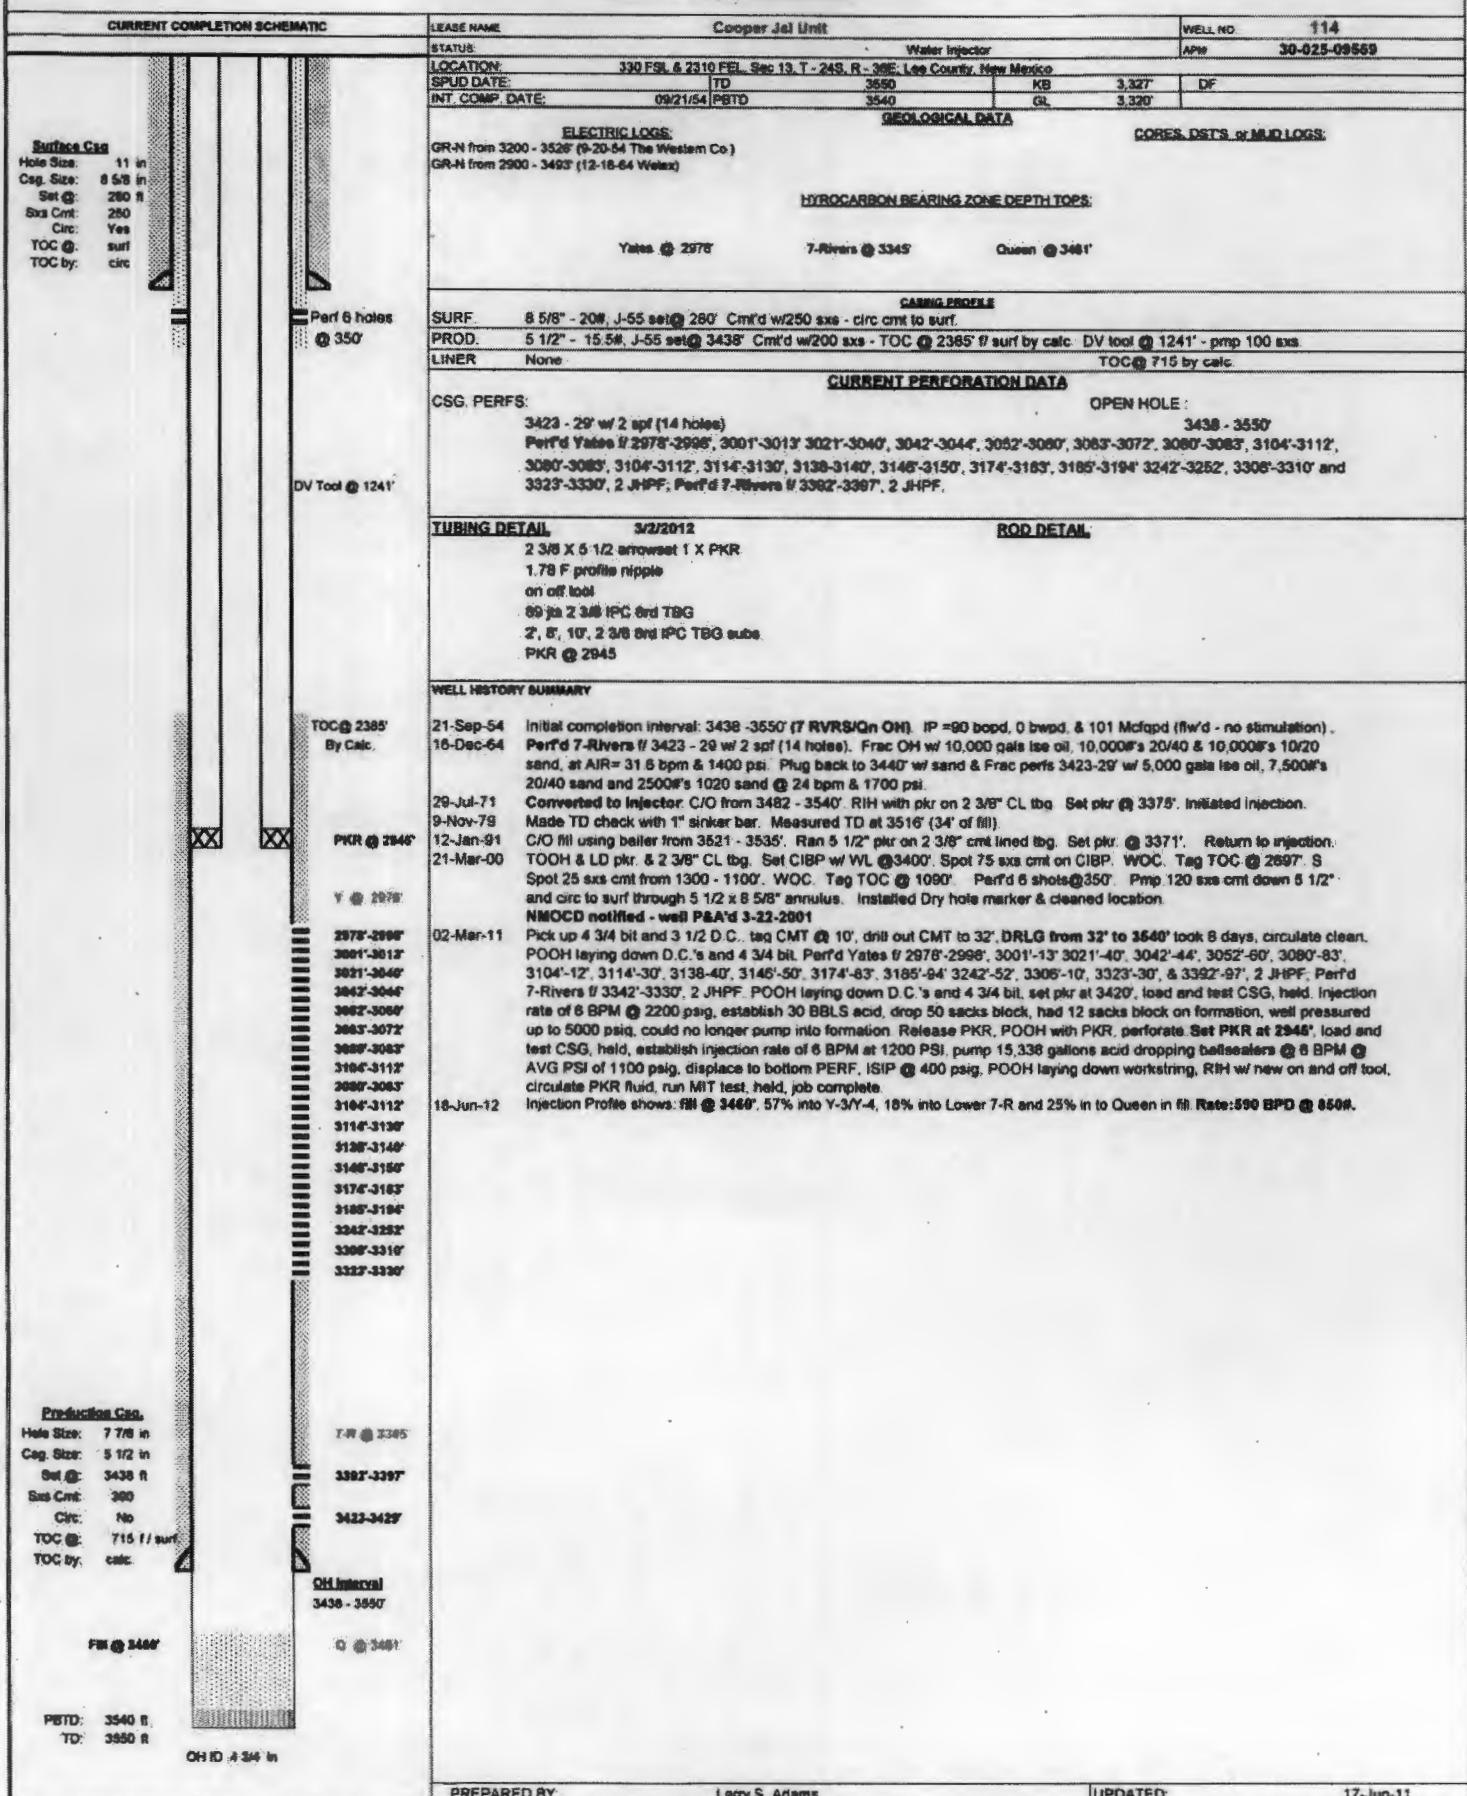 CURRENT COMPLETION SCHEMATIC
LEASE NAME Cooper Jal Unit WELL NO. 114
STATUS: Water Injector API#
LOCATION: 330 FSL & 2310 FEL, Sec 13, T - 24S, R - 36E; Lea County, New Mexico
SPUD DATE: TD 3550 KB 3,327' DF
INT. COMP. DATE: 09/21/54 PBTD 3540 GL 3,320'
GEOLOGICAL DATA
ELECTRIC LOGS: CORES, DST'S or MUD LOGS:
GR-N from 3200 - 3526' (9-20-54 The Western Co.)
GR-N from 2900 - 3493' (12-16-64 Welex)
HYROCARBON BEARING ZONE DEPTH TOPS:
Yates @ 2978' 7-Rivers @ 3345' Queen @ 3461'
Surface Csg
Hole Size: 11 in
Csg. Size: 8 5/8 in
Set @: 280 ft
Sxs Cmt: 250
Circ: Yes
TOC @: surf
TOC by: circ
Perf 6 holes
@ 350'
CASING PROFILE
SURF. 8 5/8" - 20#, J-55 set@ 280' Cmt'd w/250 sxs - circ cmt to surf.
PROD. 5 1/2" - 15.5#, J-55 set@ 3438' Cmt'd w/200 sxs - TOC @ 2385' f/ surf by calc. DV tool @ 1241' - pmp 100 sxs
LINER None TOC@ 715 by calc.
CURRENT PERFORATION DATA
CSG. PERFS: OPEN HOLE :
3423 - 29' w/ 2 spf (14 holes) 3438 - 3550'
Perf'd Yates f/ 2978'-2998', 3001'-3013' 3021'-3040', 3042'-3044', 3052'-3060', 3063'-3072', 3080'-3083', 3104'-3112',
3080'-3083', 3104'-3112', 3114'-3130', 3138-3140', 3146'-3150', 3174'-3183', 3185'-3194' 3242'-3252', 3306'-3310' and
3323'-3330', 2 JHPF; Perf'd 7-Rivers f/ 3392'-3397', 2 JHPF,
DV Tool @ 1241'
TUBING DETAIL 3/2/2012 ROD DETAIL
2 3/8 X 5 1/2 arrowset 1 X PKR
1.78 F profile nipple
on off tool
89 jts 2 3/8 IPC 8rd TBG
2', 8', 10', 2 3/8 8rd IPC TBG subs
PKR @ 2945
WELL HISTORY SUMMARY
TOC@ 2385'
By Calc.
21-Sep-54 Initial completion interval: 3438 -3550' (7 RVRS/Qn OH). IP =90 bopd, 0 bwpd, & 101 Mcfgpd (flw'd - no stimulation) .
16-Dec-64 Perf'd 7-Rivers f/ 3423 - 29 w/ 2 spf (14 holes). Frac OH w/ 10,000 gals lse oil, 10,000#'s 20/40 & 10,000#'s 10/20
sand, at AIR= 31.6 bpm & 1400 psi. Plug back to 3440' w/ sand & Frac perfs 3423-29' w/ 5,000 gals lse oil, 7,500#'s
20/40 sand and 2500#'s 1020 sand @ 24 bpm & 1700 psi.
29-Jul-71 Converted to Injector. C/O from 3482 - 3540'. RIH with pkr on 2 3/8" CL tbg. Set pkr @ 3375'. Initiated injection.
9-Nov-79 Made TD check with 1" sinker bar. Measured TD at 3516' (34' of fill).
12-Jan-91 C/O fill using bailer from 3521 - 3535'. Ran 5 1/2" pkr on 2 3/8" cmt lined tbg. Set pkr. @ 3371'. Return to injection.
21-Mar-00 TOOH & LD pkr. & 2 3/8" CL tbg. Set CIBP w/ WL @3400'. Spot 75 sxs cmt on CIBP. WOC. Tag TOC @ 2697'. S
Spot 25 sxs cmt from 1300 - 1100'. WOC. Tag TOC @ 1090'. Perf'd 6 shots@350'. Pmp 120 sxs cmt down 5 1/2"
and circ to surf through 5 1/2 x 8 5/8" annulus. Installed Dry hole marker & cleaned location.
NMOCD notified - well P&A'd 3-22-2001
02-Mar-11 Pick up 4 3/4 bit and 3 1/2 D.C., tag CMT @ 10', drill out CMT to 32', DRLG from 32' to 3540' took 8 days, circulate clean,
POOH laying down D.C.'s and 4 3/4 bit. Perf'd Yates f/ 2978'-2998', 3001'-13' 3021'-40', 3042'-44', 3052'-60', 3080'-83',
3104'-12', 3114'-30', 3138-40', 3146'-50', 3174'-83', 3185'-94' 3242'-52', 3306'-10', 3323'-30', & 3392'-97', 2 JHPF; Perf'd
7-Rivers f/ 3342'-3330', 2 JHPF. POOH laying down D.C.'s and 4 3/4 bit, set pkr at 3420', load and test CSG, held. Injection
rate of 6 BPM @ 2200 psig, establish 30 BBLS acid, drop 50 sacks block, had 12 sacks block on formation, well pressured
up to 5000 psig, could no longer pump into formation. Release PKR, POOH with PKR, perforate. Set PKR at 2945', load and
test CSG, held, establish injection rate of 6 BPM at 1200 PSI, pump 15,338 gallons acid dropping ballsealers @ 6 BPM @
AVG PSI of 1100 psig, displace to bottom PERF, ISIP @ 400 psig, POOH laying down workstring, RIH w/ new on and off tool,
circulate PKR fluid, run MIT test, held, job complete.
18-Jun-12 Injection Profile shows: fill @ 3460', 57% into Y-3/Y-4, 18% into Lower 7-R and 25% in to Queen in fill. Rate:590 BPD @ 850#.
PKR @ 2945'
Y @ 2978'
2978'-2998'
3001'-3013'
3021'-3040'
3042'-3044'
3052'-3060'
3063'-3072'
3080'-3083'
3104'-3112'
3080'-3083'
3104'-3112'
3114'-3130'
3138'-3140'
3146'-3150'
3174'-3183'
3185'-3194'
3242'-3252'
3306'-3310'
3323'-3330'
Production Csg.
Hole Size: 7 7/8 in
Csg. Size: 5 1/2 in
Set @: 3438 ft
Sxs Cmt: 300
Circ: No
TOC @: 715 f/ surf
TOC by: calc.
7-R @ 3345'
3392'-3397'
3423-3429'
OH Interval
3438 - 3550'
Fill @ 3460'
Q @ 3461'
PBTD: 3540 ft
TD: 3550 ft
OH ID 4 3/4 in
PREPARED BY: Larry S. Adams UPDATED: 17-Jun-11